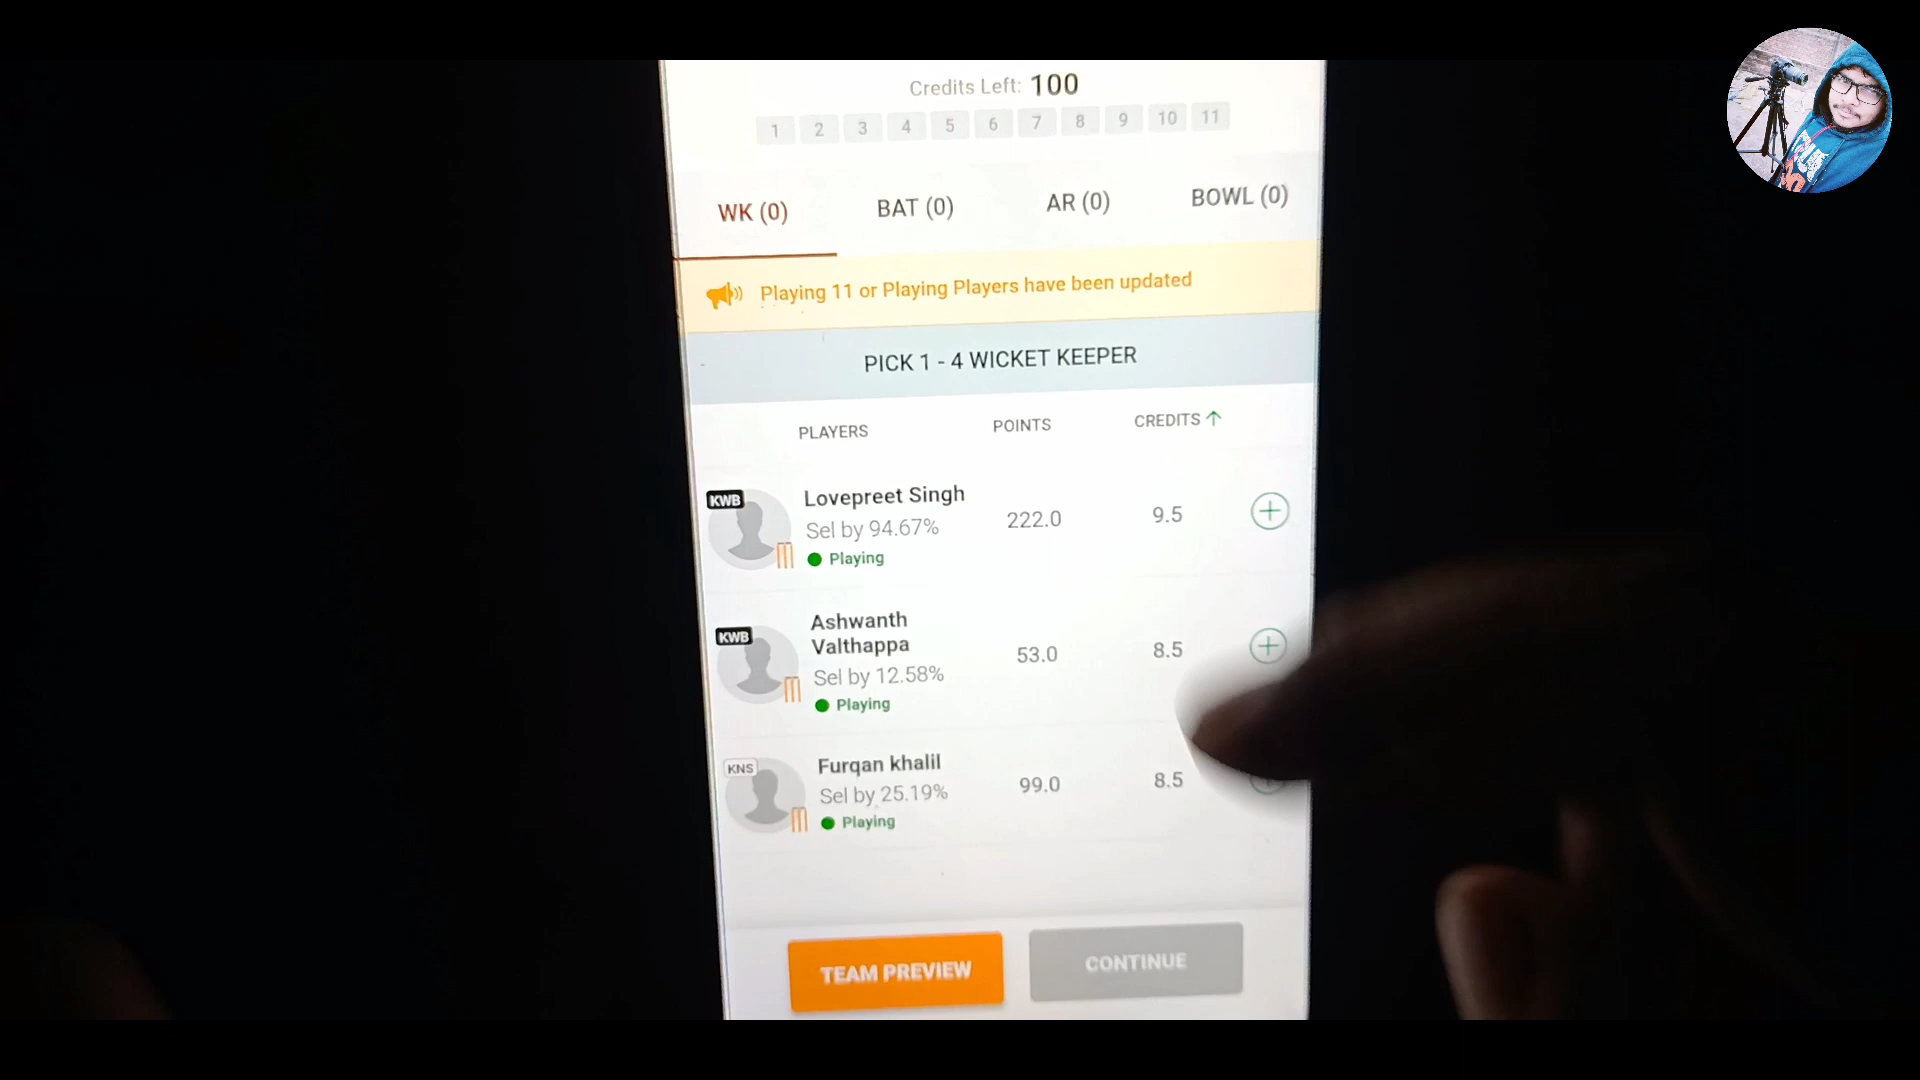 Credits Left: 100
1 2 3 4 5 6 7 8 9 10 11
WK (0) BAT (0) AR (0) BOWL (0)
Playing 11 or Playing Players have been updated
PICK 1 - 4 WICKET KEEPER
PLAYERS POINTS CREDITS ↑
KWB Lovepreet Singh
Sel by 94.67% 222.0 9.5
Playing
KWB Ashwanth
Valthappa
Sel by 12.58% 53.0 8.5
Playing
KNS Furqan khalil
Sel by 25.19% 99.0 8.5
Playing
TEAM PREVIEW CONTINUE